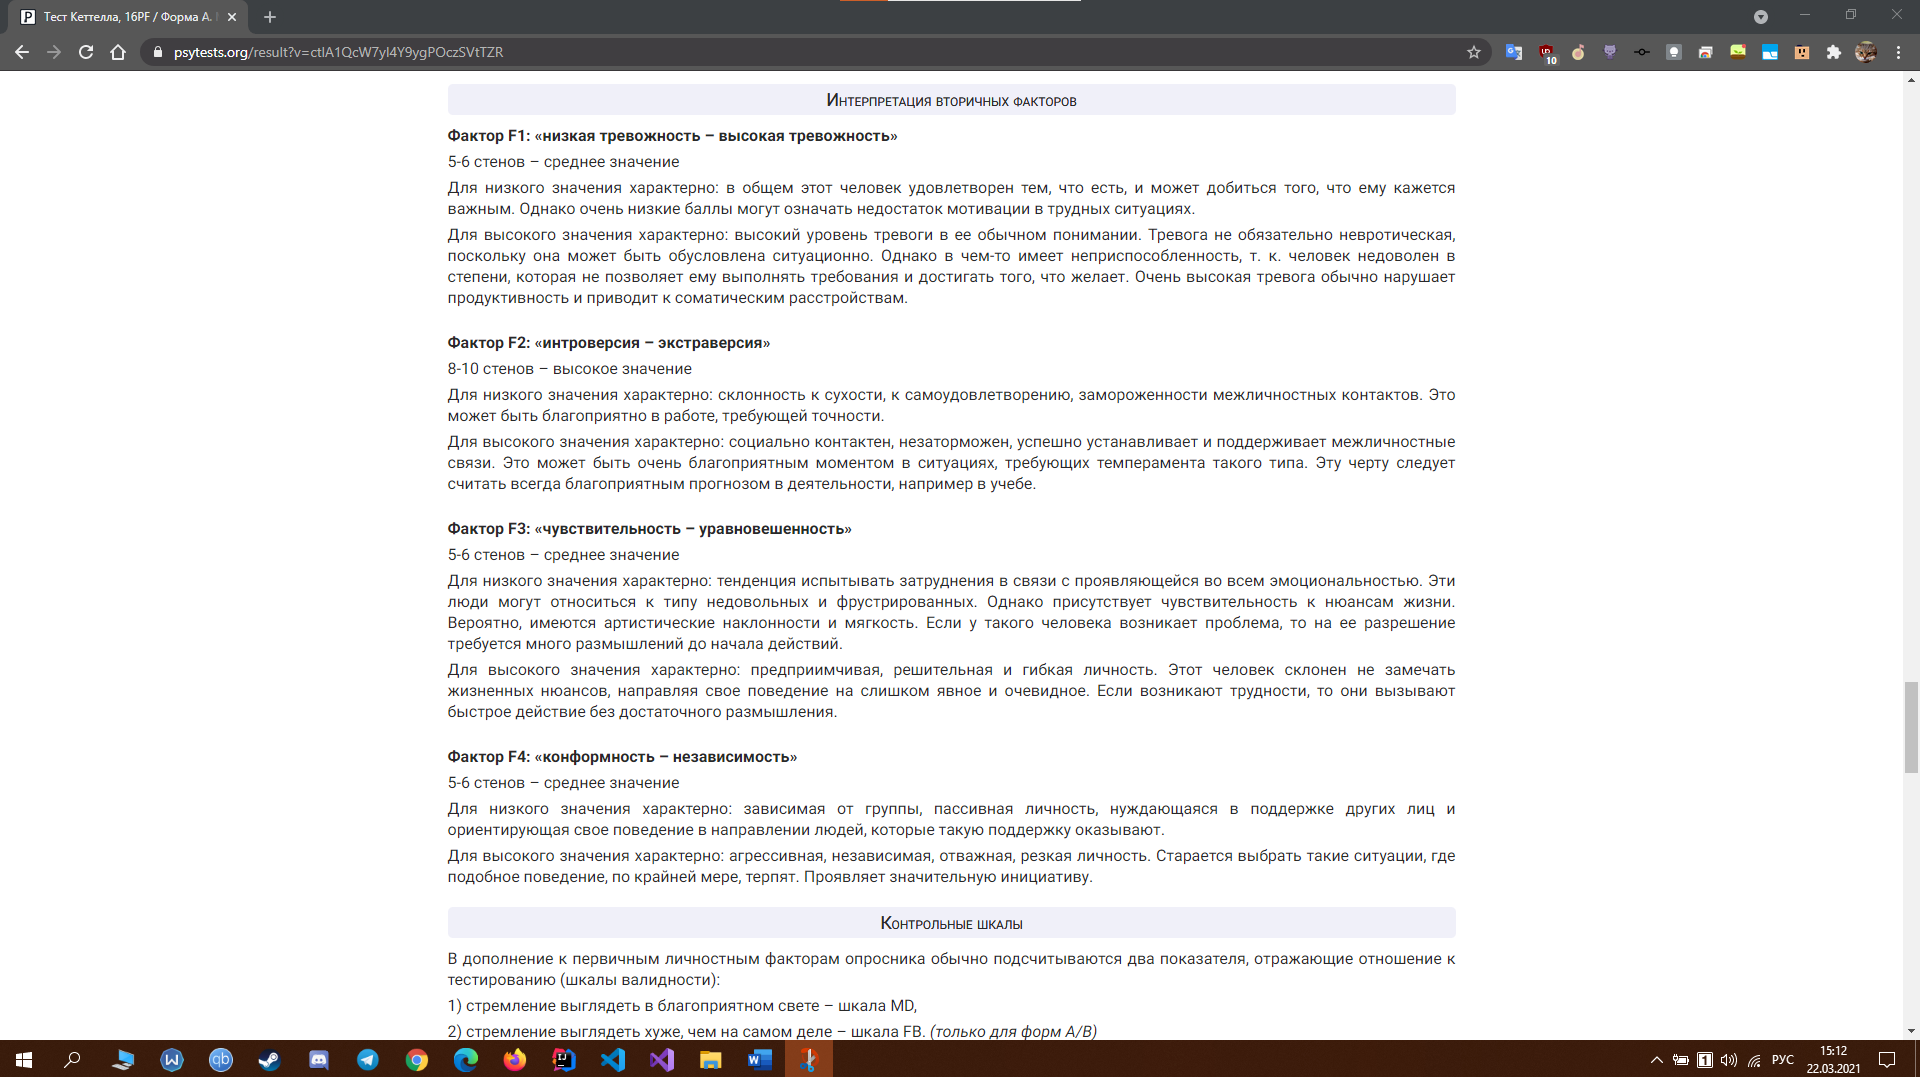 Тест Кеттелла, 16PF / Форма А.
psytests.org/result?v=ctlA1QcW7yI4Y9ygPOczSVtTZR
10
Интерпретация вторичных факторов
Фактор F1: «низкая тревожность – высокая тревожность»
5-6 стенов – среднее значение
Для низкого значения характерно: в общем этот человек удовлетворен тем, что есть, и может добиться того, что ему кажется
важным. Однако очень низкие баллы могут означать недостаток мотивации в трудных ситуациях.
Для высокого значения характерно: высокий уровень тревоги в ее обычном понимании. Тревога не обязательно невротическая,
поскольку она может быть обусловлена ситуационно. Однако в чем-то имеет неприспособленность, т. к. человек недоволен в
степени, которая не позволяет ему выполнять требования и достигать того, что желает. Очень высокая тревога обычно нарушает
продуктивность и приводит к соматическим расстройствам.
Фактор F2: «интроверсия – экстраверсия»
8-10 стенов – высокое значение
Для низкого значения характерно: склонность к сухости, к самоудовлетворению, замороженности межличностных контактов. Это
может быть благоприятно в работе, требующей точности.
Для высокого значения характерно: социально контактен, незаторможен, успешно устанавливает и поддерживает межличностные
связи. Это может быть очень благоприятным моментом в ситуациях, требующих темперамента такого типа. Эту черту следует
считать всегда благоприятным прогнозом в деятельности, например в учебе.
Фактор F3: «чувствительность – уравновешенность»
5-6 стенов – среднее значение
Для низкого значения характерно: тенденция испытывать затруднения в связи с проявляющейся во всем эмоциональностью. Эти
люди могут относиться к типу недовольных и фрустрированных. Однако присутствует чувствительность к нюансам жизни.
Вероятно, имеются артистические наклонности и мягкость. Если у такого человека возникает проблема, то на ее разрешение
требуется много размышлений до начала действий.
Для высокого значения характерно: предприимчивая, решительная и гибкая личность. Этот человек склонен не замечать
жизненных нюансов, направляя свое поведение на слишком явное и очевидное. Если возникают трудности, то они вызывают
быстрое действие без достаточного размышления.
Фактор F4: «конформность – независимость»
5-6 стенов – среднее значение
Для низкого значения характерно: зависимая от группы, пассивная личность, нуждающаяся в поддержке других лиц и
ориентирующая свое поведение в направлении людей, которые такую поддержку оказывают.
Для высокого значения характерно: агрессивная, независимая, отважная, резкая личность. Старается выбрать такие ситуации, где
подобное поведение, по крайней мере, терпят. Проявляет значительную инициативу.
Контрольные шкалы
В дополнение к первичным личностным факторам опросника обычно подсчитываются два показателя, отражающие отношение к
тестированию (шкалы валидности):
1) стремление выглядеть в благоприятном свете – шкала MD,
2) стремление выглядеть хуже, чем на самом деле – шкала FB. (только для форм A/B)
РУС
15:12
22.03.2021